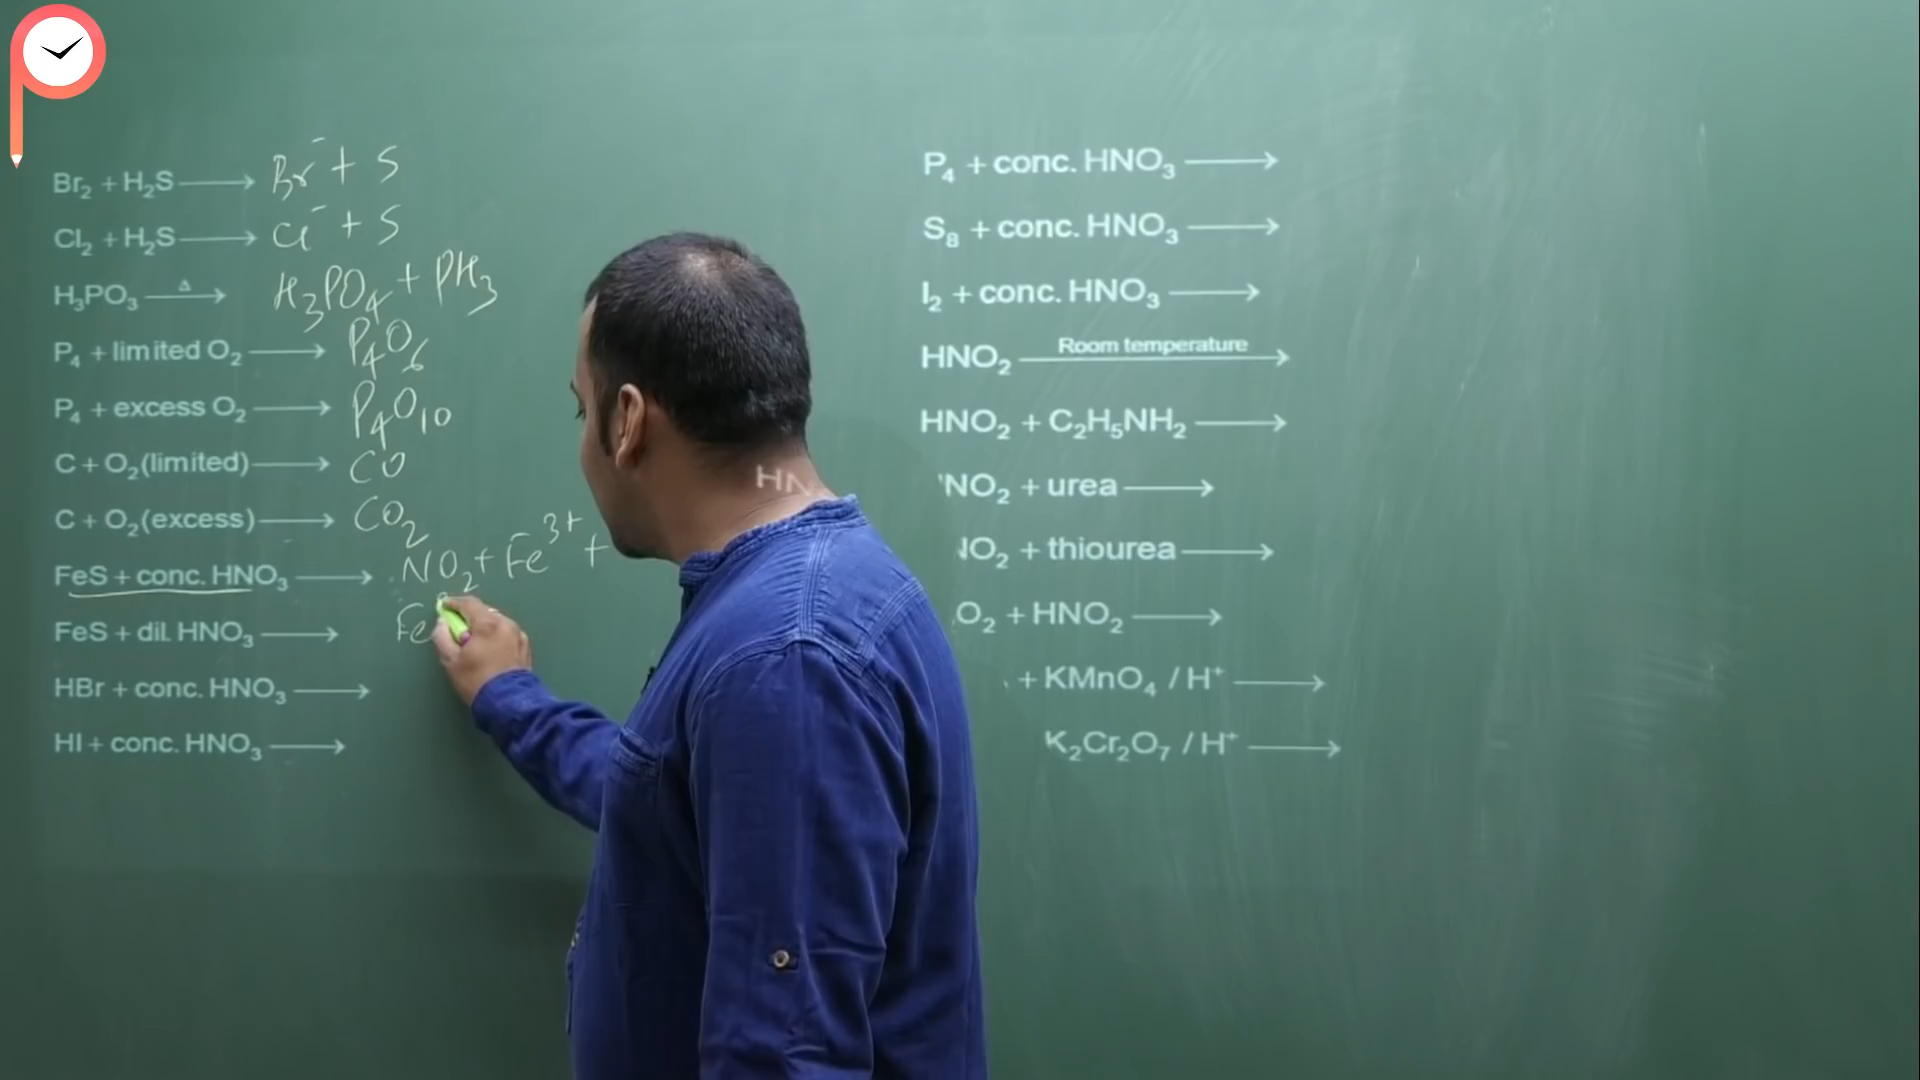 Br₂ + H₂S ⟶ Br⁻ + S
Cl₂ + H₂S ⟶ Cl⁻ + S
H₃PO₃ —Δ→ H₃PO₄ + PH₃
P₄ + limited O₂ ⟶ P₄O₆
P₄ + excess O₂ ⟶ P₄O₁₀
C + O₂(limited) ⟶ CO
C + O₂(excess) ⟶ CO₂
FeS + conc. HNO₃ ⟶ NO₂ + Fe³⁺ +
FeS + dil. HNO₃ ⟶ Fe
HBr + conc. HNO₃ ⟶
HI + conc. HNO₃ ⟶
P₄ + conc. HNO₃ ⟶
S₈ + conc. HNO₃ ⟶
I₂ + conc. HNO₃ ⟶
HNO₂ —Room temperature→
HNO₂ + C₂H₅NH₂ ⟶
HN
NO₂ + urea ⟶
NO₂ + thiourea ⟶
O₂ + HNO₂ ⟶
+ KMnO₄ / H⁺ ⟶
K₂Cr₂O₇ / H⁺ ⟶